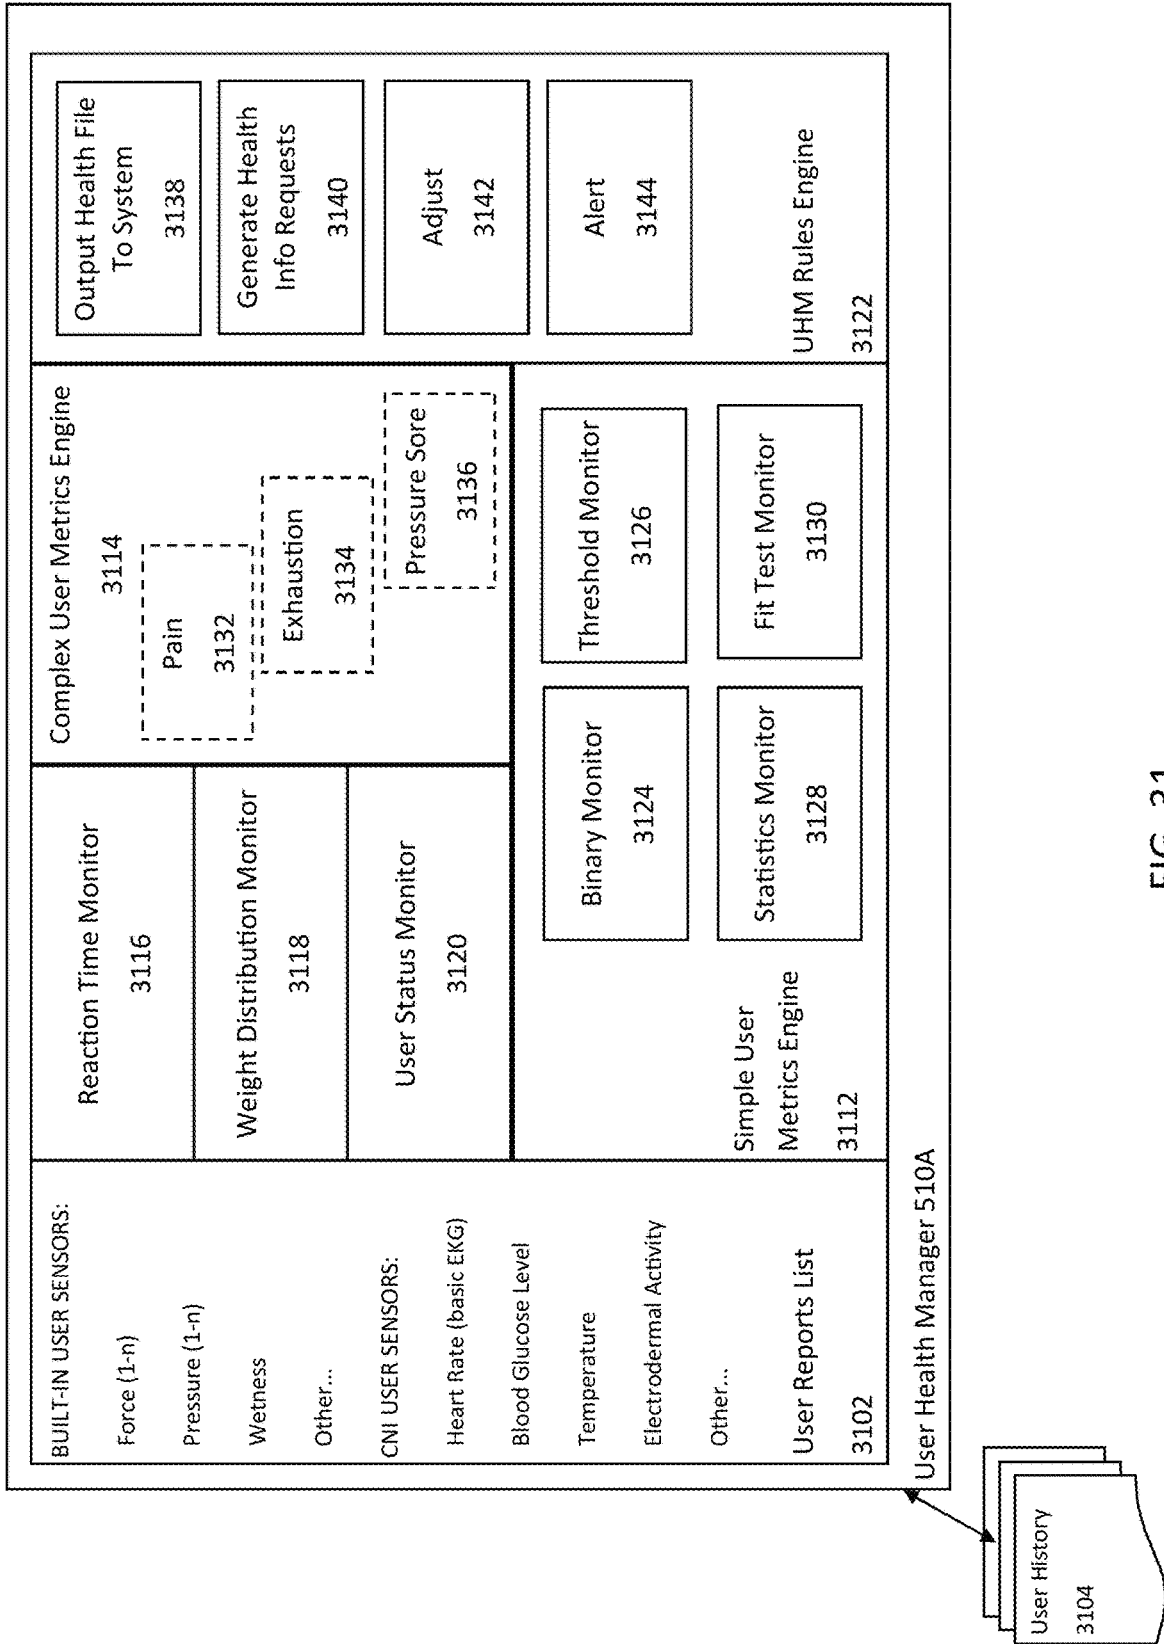 BUILT-IN USER SENSORS:
Force (1-n)
Pressure (1-n)
Wetness
Other...
CNI USER SENSORS:
Heart Rate (basic EKG)
Blood Glucose Level
Temperature
Electrodermal Activity
Other...
User Reports List
3102
Reaction Time Monitor
3116
Weight Distribution Monitor
3118
User Status Monitor
3120
Complex User Metrics Engine
3114
Pain
3132
Exhaustion
3134
Pressure Sore
3136
Simple User
Metrics Engine
3112
Binary Monitor
3124
Threshold Monitor
3126
Statistics Monitor
3128
Fit Test Monitor
3130
Output Health File
To System
3138
Generate Health
Info Requests
3140
Adjust
3142
Alert
3144
UHM Rules Engine
3122
User Health Manager 510A
User History
3104
FIG. 31